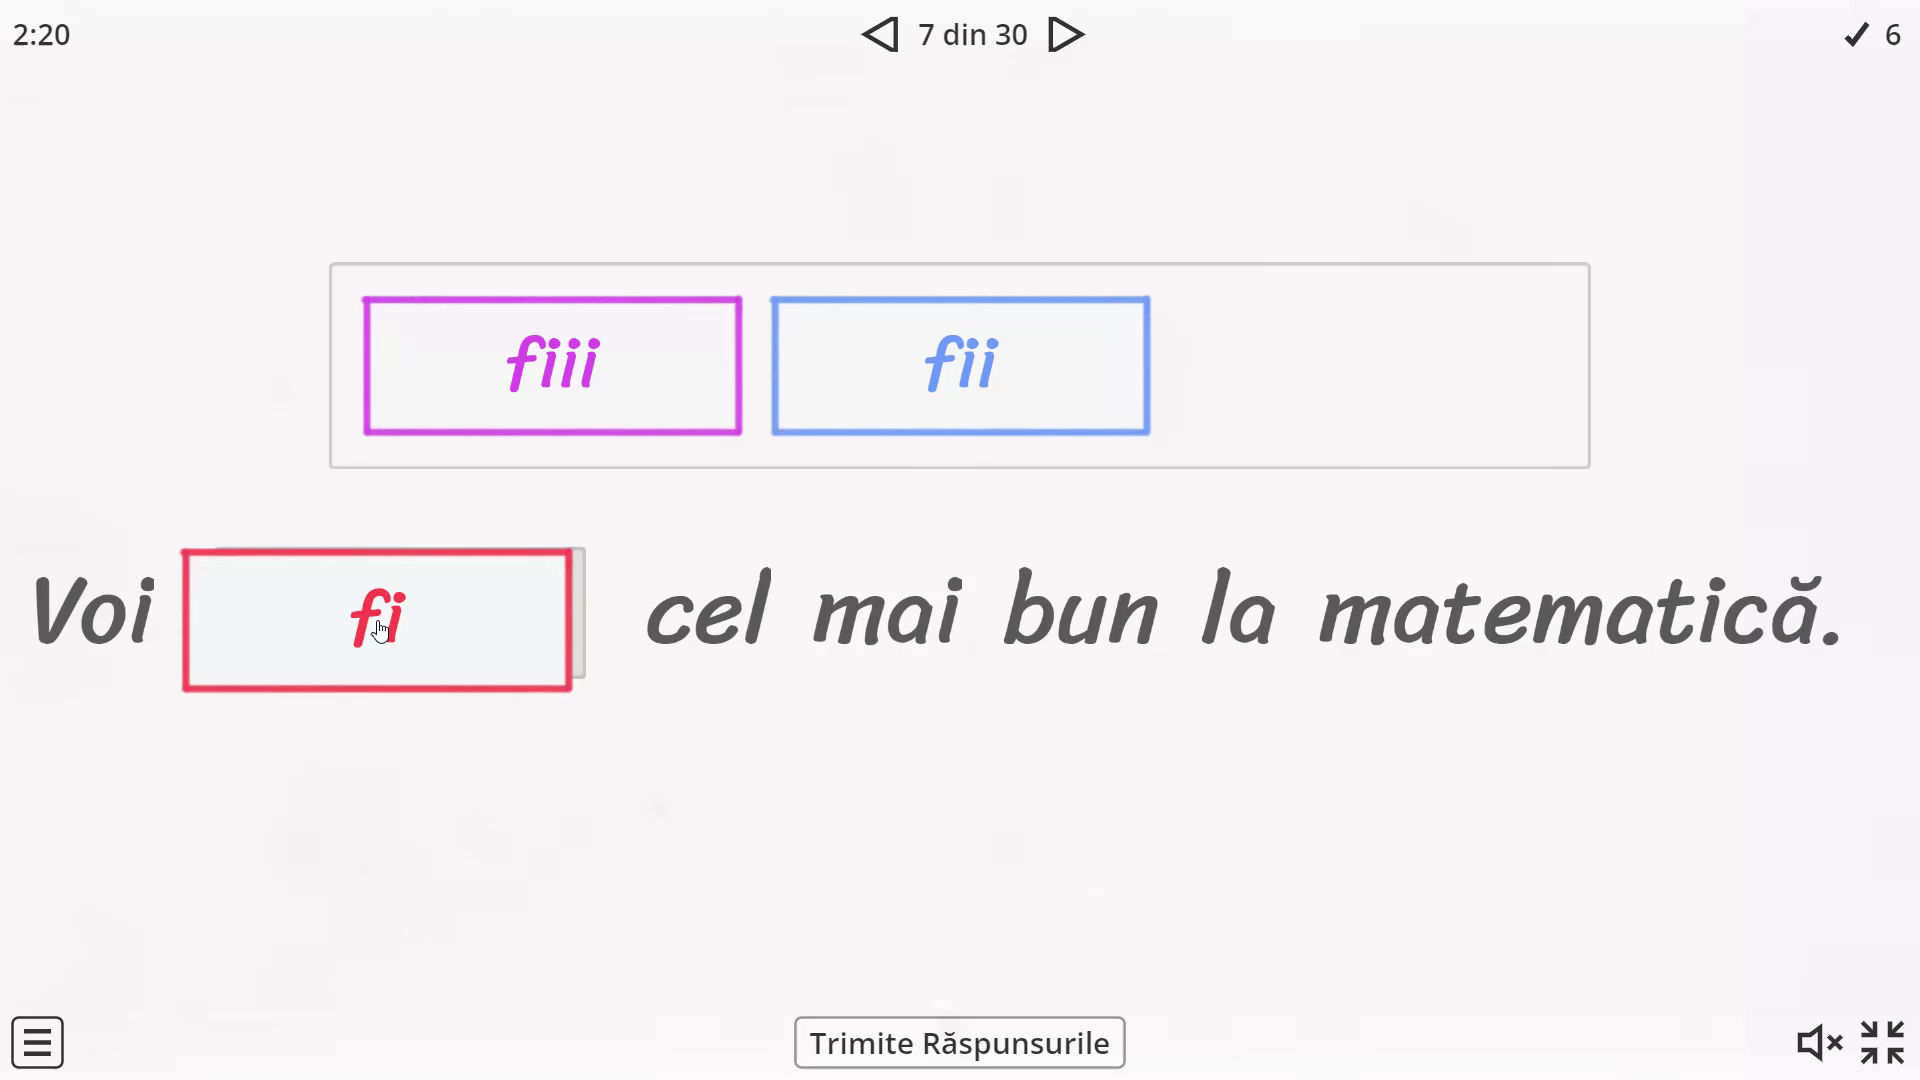 2:20
7 din 30
6
fiii
fii
Voi fi cel mai bun la matematică.
Trimite Răspunsurile